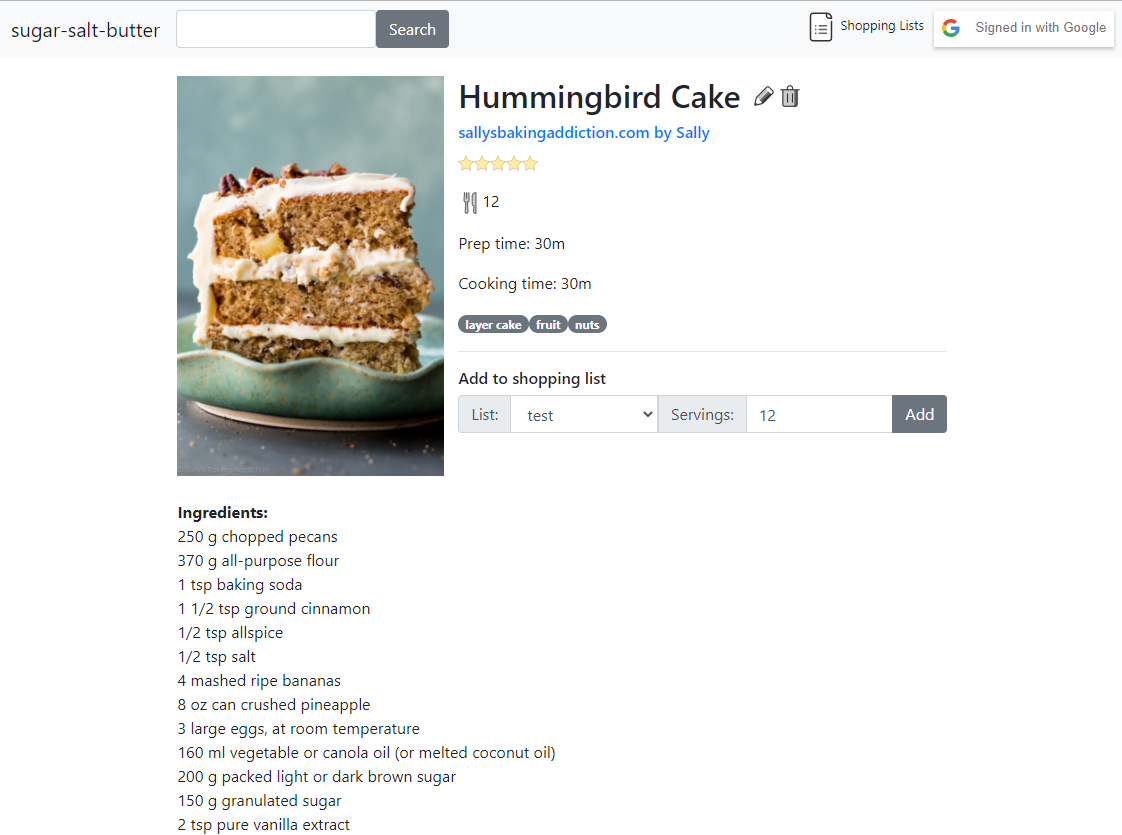 sugar-salt-butter
Search
Shopping Lists
Signed in with Google
Hummingbird Cake
sallysbakingaddiction.com by Sally
12
Prep time: 30m
Cooking time: 30m
layer cake fruit nuts
Add to shopping list
List: test Servings: 12 Add
Ingredients:
250 g chopped pecans
370 g all-purpose flour
1 tsp baking soda
1 1/2 tsp ground cinnamon
1/2 tsp allspice
1/2 tsp salt
4 mashed ripe bananas
8 oz can crushed pineapple
3 large eggs, at room temperature
160 ml vegetable or canola oil (or melted coconut oil)
200 g packed light or dark brown sugar
150 g granulated sugar
2 tsp pure vanilla extract